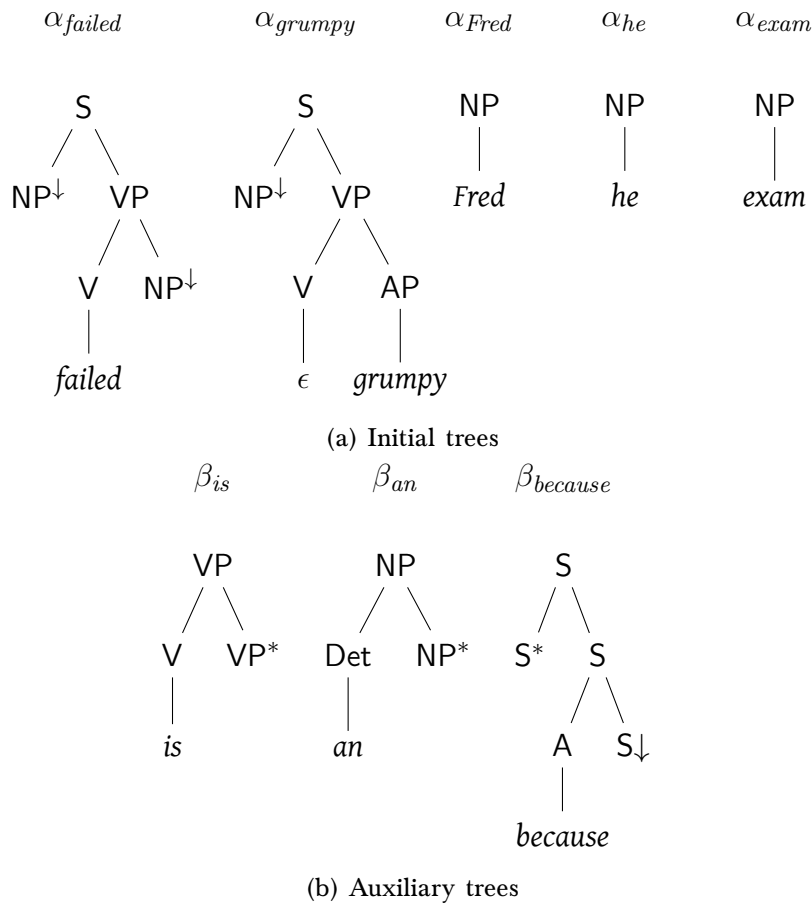 α_failed α_grumpy α_Fred α_he α_exam
S S NP NP NP
NP↓ VP NP↓ VP Fred he exam
V NP↓ V AP
failed ϵ grumpy
(a) Initial trees
β_is β_an β_because
VP NP S
V VP* Det NP* S* S
is an A S↓
because
(b) Auxiliary trees